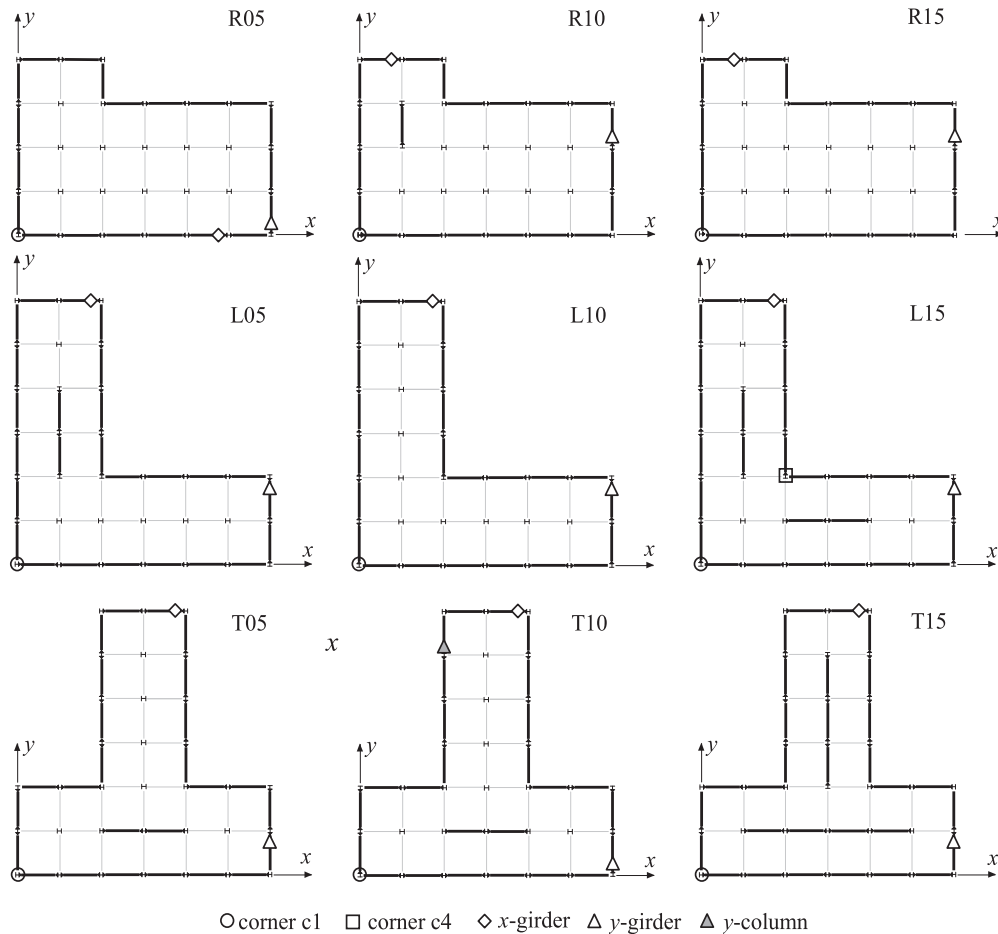 y R05 y R10 y R15
x x x
y L05 y L10 y L15
x x x
T05 x T10 T15
y y y
x x x
corner c1 corner c4 x-girder y-girder y-column